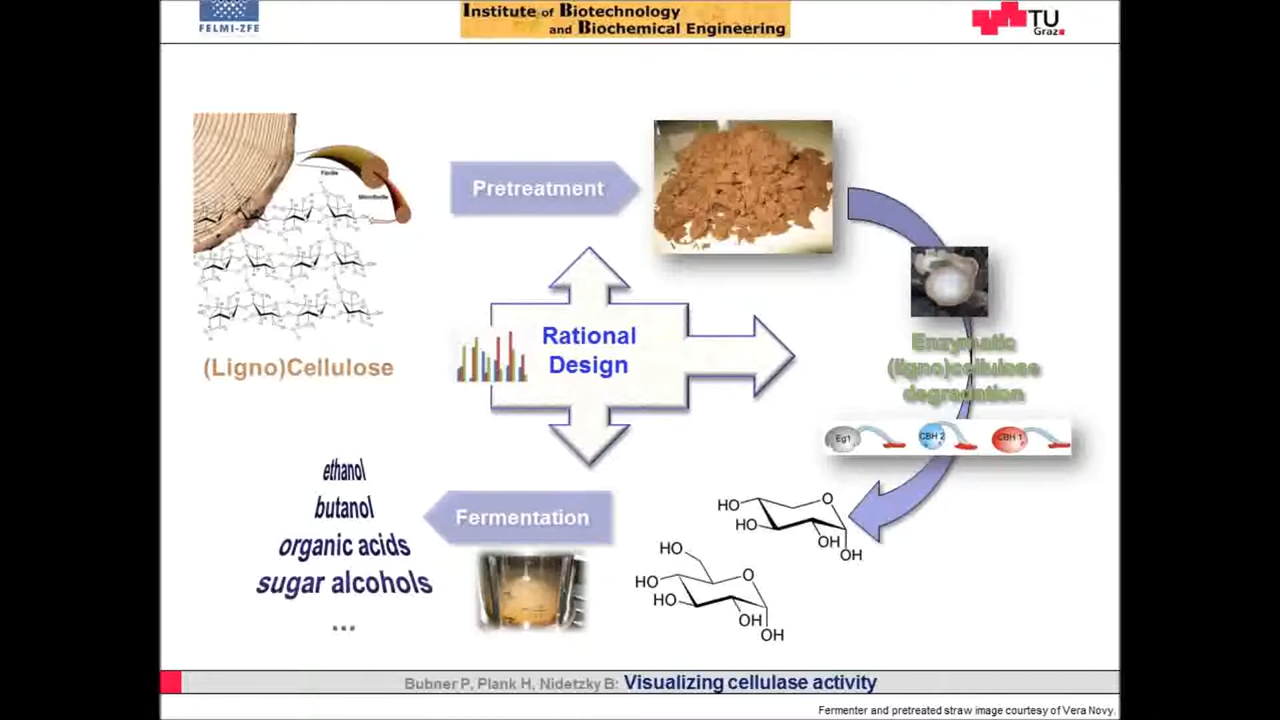 FELMI-ZFE
Institute of Biotechnology
and Biochemical Engineering
TU
Graz
Fibrille
Microfibrille
Pretreatment
(Ligno)Cellulose
Rational
Design
Enzymatic
(ligno)cellulose
degradation
Eg1
CBH 2
CBH 1
ethanol
butanol
organic acids
sugar alcohols
...
Fermentation
HO
O
HO
OH
OH
HO
HO
O
HO
OH
OH
Bubner P, Plank H, Nidetzky B: Visualizing cellulase activity
Fermenter and pretreated straw image courtesy of Vera Novy.